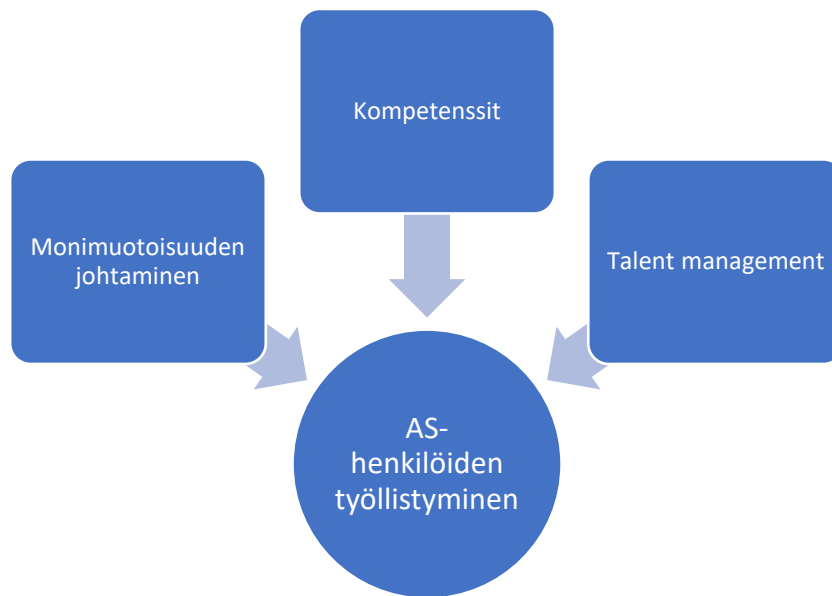 Kompetenssit
Monimuotoisuuden
johtaminen
Talent management
AS-
henkilöiden
työllistyminen